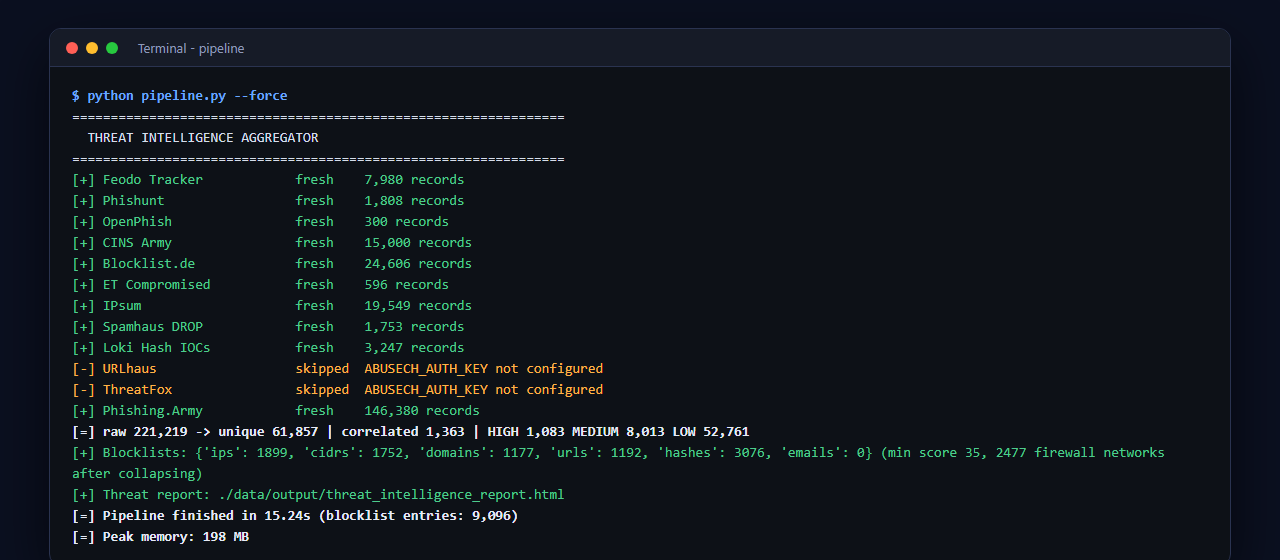 Terminal - pipeline
$ python pipeline.py --force
================================================================
THREAT INTELLIGENCE AGGREGATOR
================================================================
[+] Feodo Tracker fresh 7,980 records
[+] Phishunt fresh 1,808 records
[+] OpenPhish fresh 300 records
[+] CINS Army fresh 15,000 records
[+] Blocklist.de fresh 24,606 records
[+] ET Compromised fresh 596 records
[+] IPsum fresh 19,549 records
[+] Spamhaus DROP fresh 1,753 records
[+] Loki Hash IOCs fresh 3,247 records
[-] URLhaus skipped ABUSECH_AUTH_KEY not configured
[-] ThreatFox skipped ABUSECH_AUTH_KEY not configured
[+] Phishing.Army fresh 146,380 records
[=] raw 221,219 -> unique 61,857 | correlated 1,363 | HIGH 1,083 MEDIUM 8,013 LOW 52,761
[+] Blocklists: {'ips': 1899, 'cidrs': 1752, 'domains': 1177, 'urls': 1192, 'hashes': 3076, 'emails': 0} (min score 35, 2477 firewall networks
after collapsing)
[+] Threat report: ./data/output/threat_intelligence_report.html
[=] Pipeline finished in 15.24s (blocklist entries: 9,096)
[=] Peak memory: 198 MB